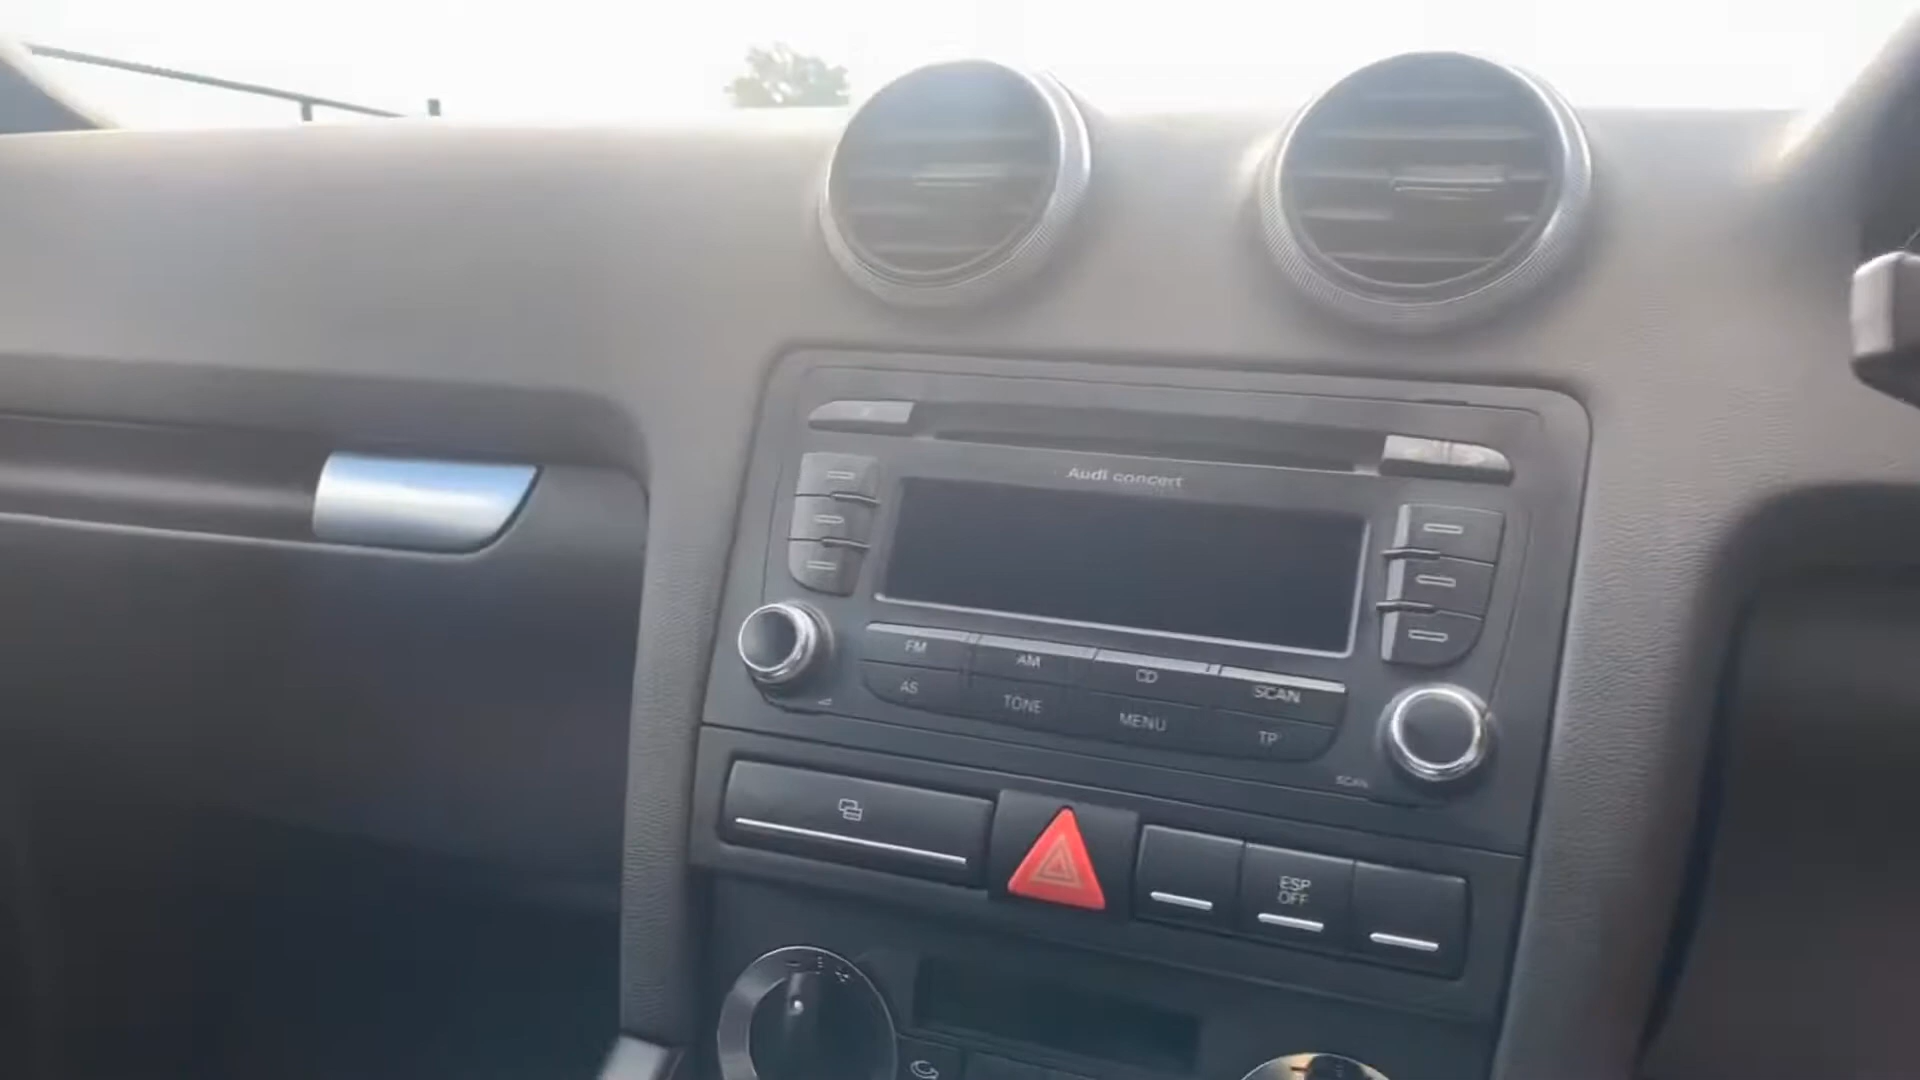 Audi concert
FM AM CD SCAN
AS TONE MENU TP
SCAN
ESP
OFF